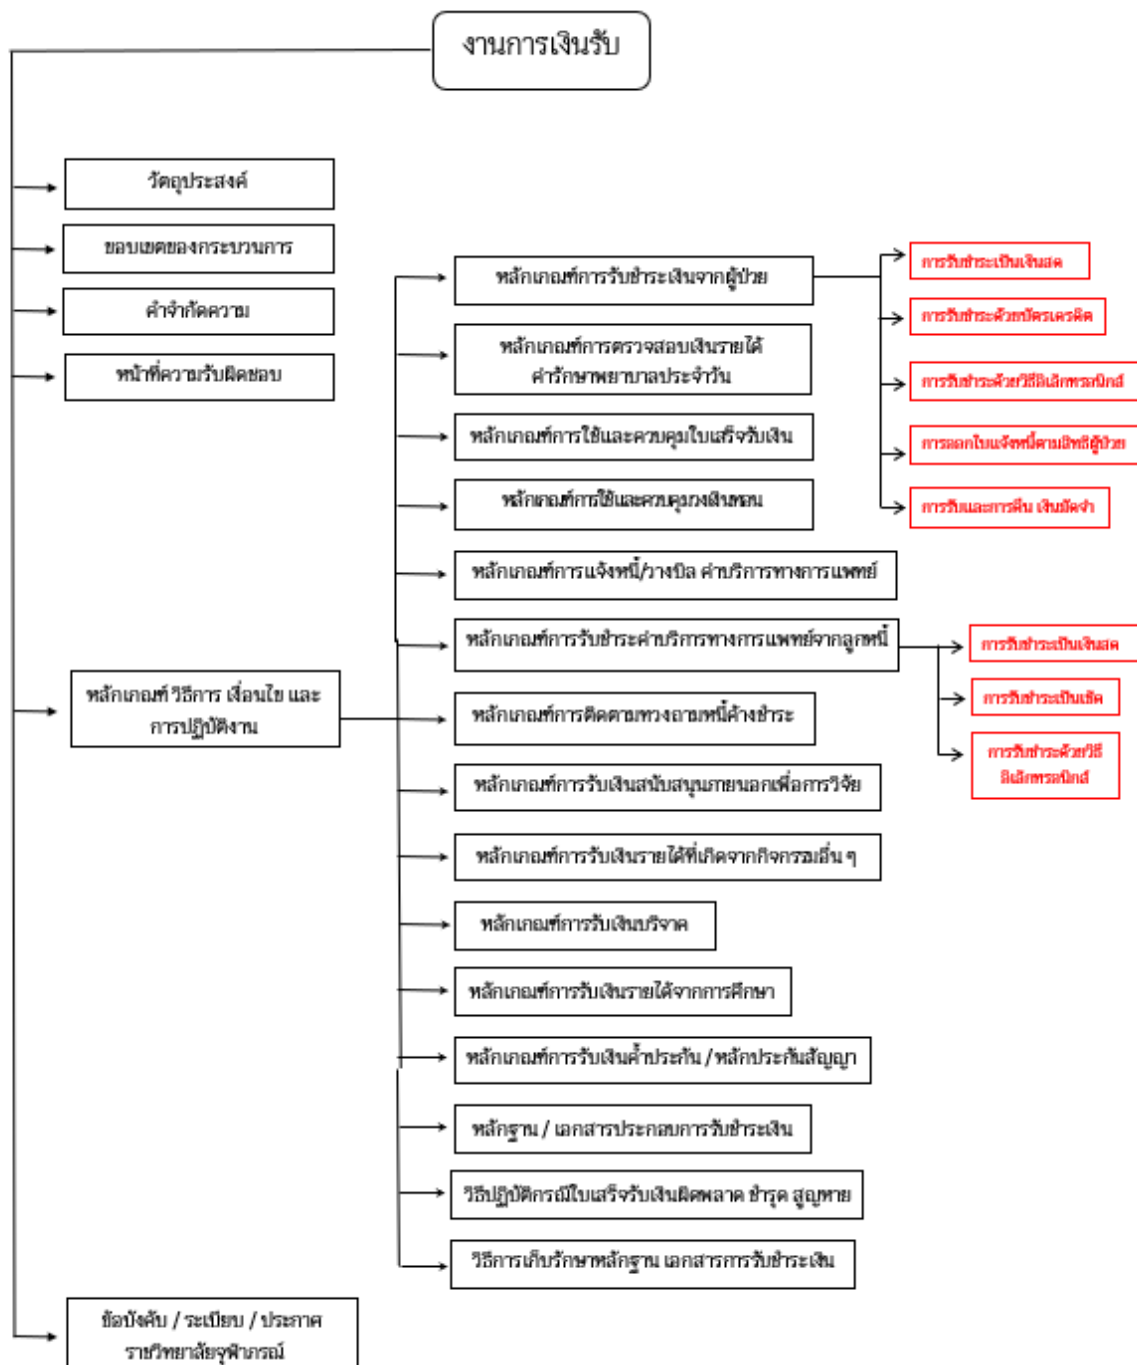 งานการเงินรับ
วัตถุประสงค์
ขอบเขตของกระบวนการ
คำจำกัดความ
หน้าที่ความรับผิดชอบ
หลักเกณฑ์ วิธีการ เงื่อนไข และ
การปฏิบัติงาน
หลักเกณฑ์การรับชำระเงินจากผู้ป่วย
การรับชำระเป็นเงินสด
การรับชำระด้วยบัตรเครดิต
การรับชำระด้วยวิธีอิเล็กทรอนิกส์
การออกใบแจ้งหนี้ตามสิทธิผู้ป่วย
การรับและการคืน เงินมัดจำ
หลักเกณฑ์การตรวจสอบเงินรายได้
ค่ารักษาพยาบาลประจำวัน
หลักเกณฑ์การใช้และควบคุมใบเสร็จรับเงิน
หลักเกณฑ์การใช้และควบคุมวงเงินทอน
หลักเกณฑ์การแจ้งหนี้/วางบิล ค่าบริการทางการแพทย์
หลักเกณฑ์การรับชำระค่าบริการทางการแพทย์จากลูกหนี้
การรับชำระเป็นเงินสด
การรับชำระเป็นเช็ค
การรับชำระด้วยวิธี
อิเล็กทรอนิกส์
หลักเกณฑ์การติดตามทวงถามหนี้ค้างชำระ
หลักเกณฑ์การรับเงินสนับสนุนภายนอกเพื่อการวิจัย
หลักเกณฑ์การรับเงินรายได้ที่เกิดจากกิจกรรมอื่น ๆ
หลักเกณฑ์การรับเงินบริจาค
หลักเกณฑ์การรับเงินรายได้จากการศึกษา
หลักเกณฑ์การรับเงินค้ำประกัน / หลักประกันสัญญา
หลักฐาน / เอกสารประกอบการรับชำระเงิน
วิธีปฏิบัติกรณีใบเสร็จรับเงินผิดพลาด ชำรุด สูญหาย
วิธีการเก็บรักษาหลักฐาน เอกสารการรับชำระเงิน
ข้อบังคับ / ระเบียบ / ประกาศ
ราชวิทยาลัยจุฬาภรณ์